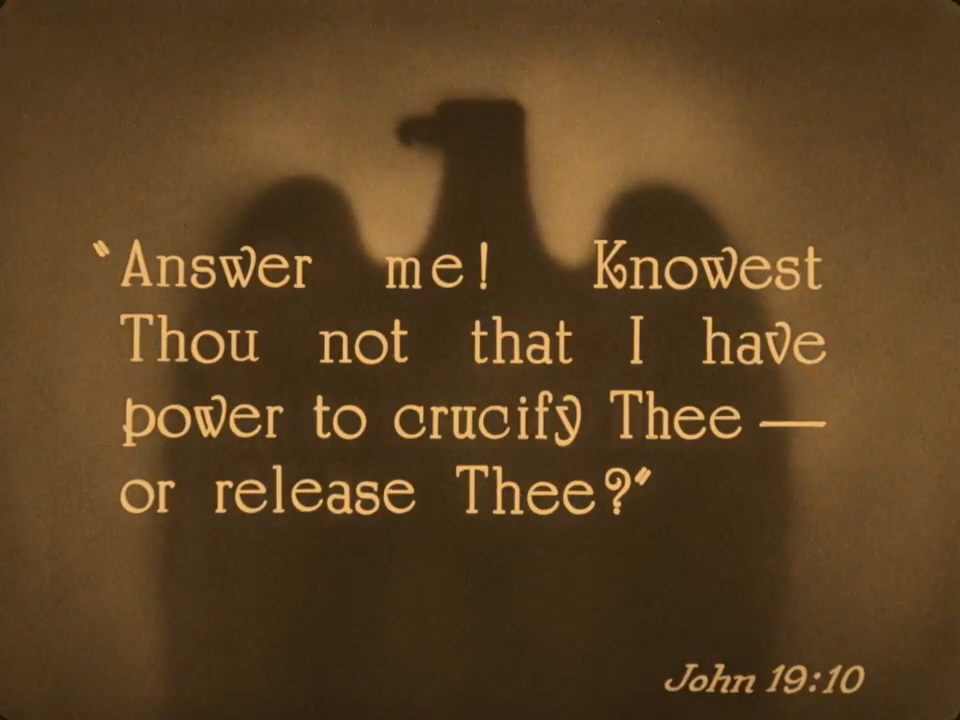 "Answer me! Knowest
Thou not that I have
power to crucify Thee —
or release Thee?"
John 19:10